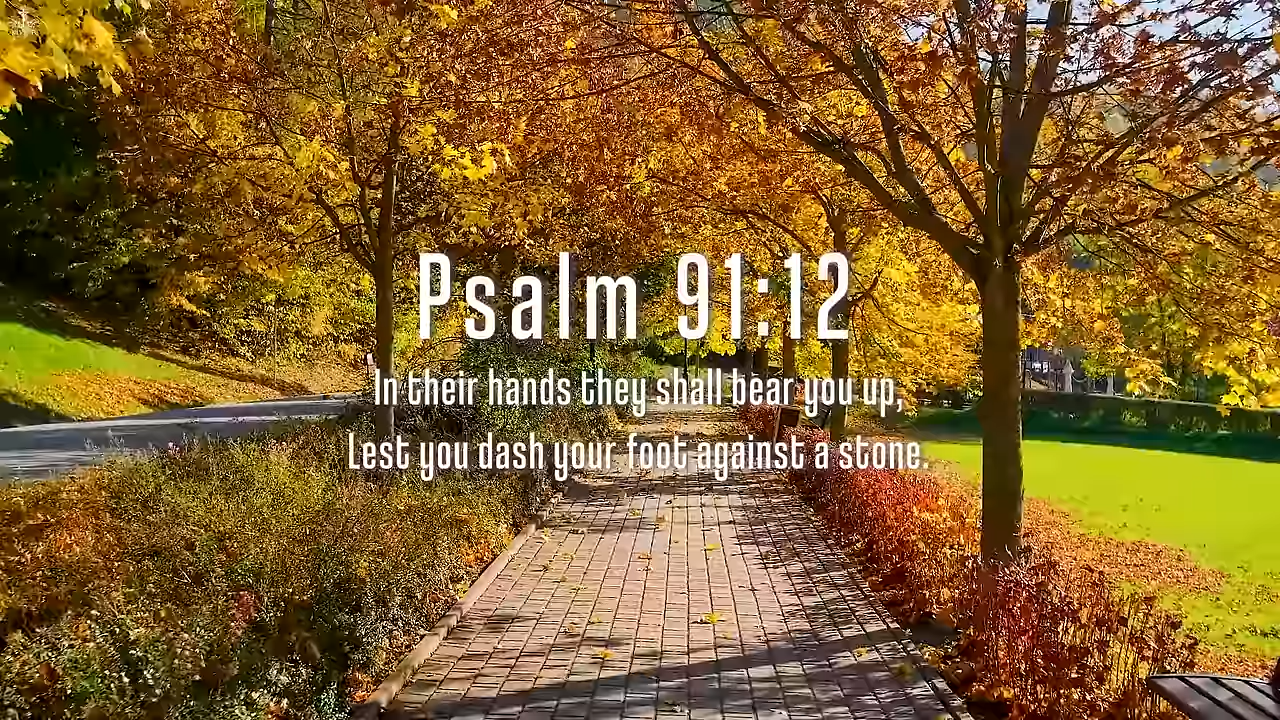 Psalm 91:12
In their hands they shall bear you up,
Lest you dash your foot against a stone.